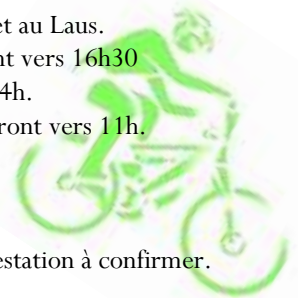 et au Laus.
nt vers 16h30
4h.
ront vers 11h.
estation à confirmer.